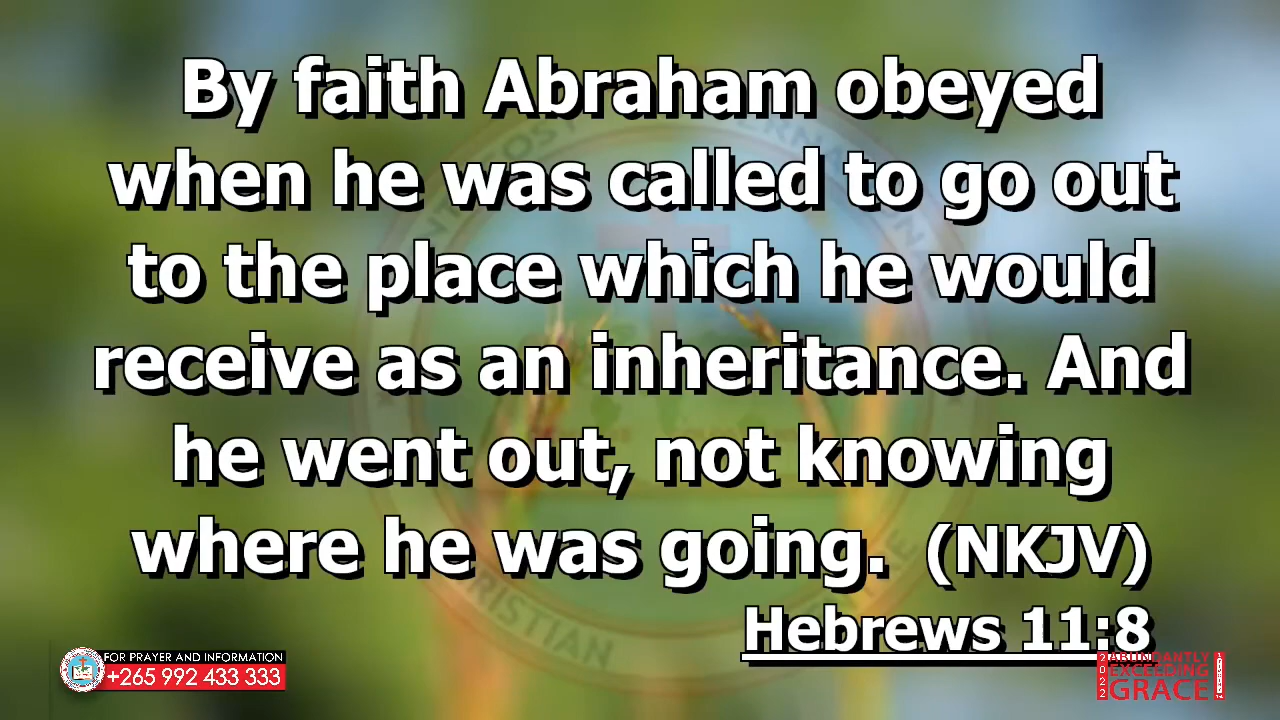 By faith Abraham obeyed
when he was called to go out
to the place which he would
receive as an inheritance. And
he went out, not knowing
where he was going. (NKJV)
Hebrews 11:8
FOR PRAYER AND INFORMATION
+265 992 433 333
2022
ABUNDANTLY
EXCEEDING
GRACE